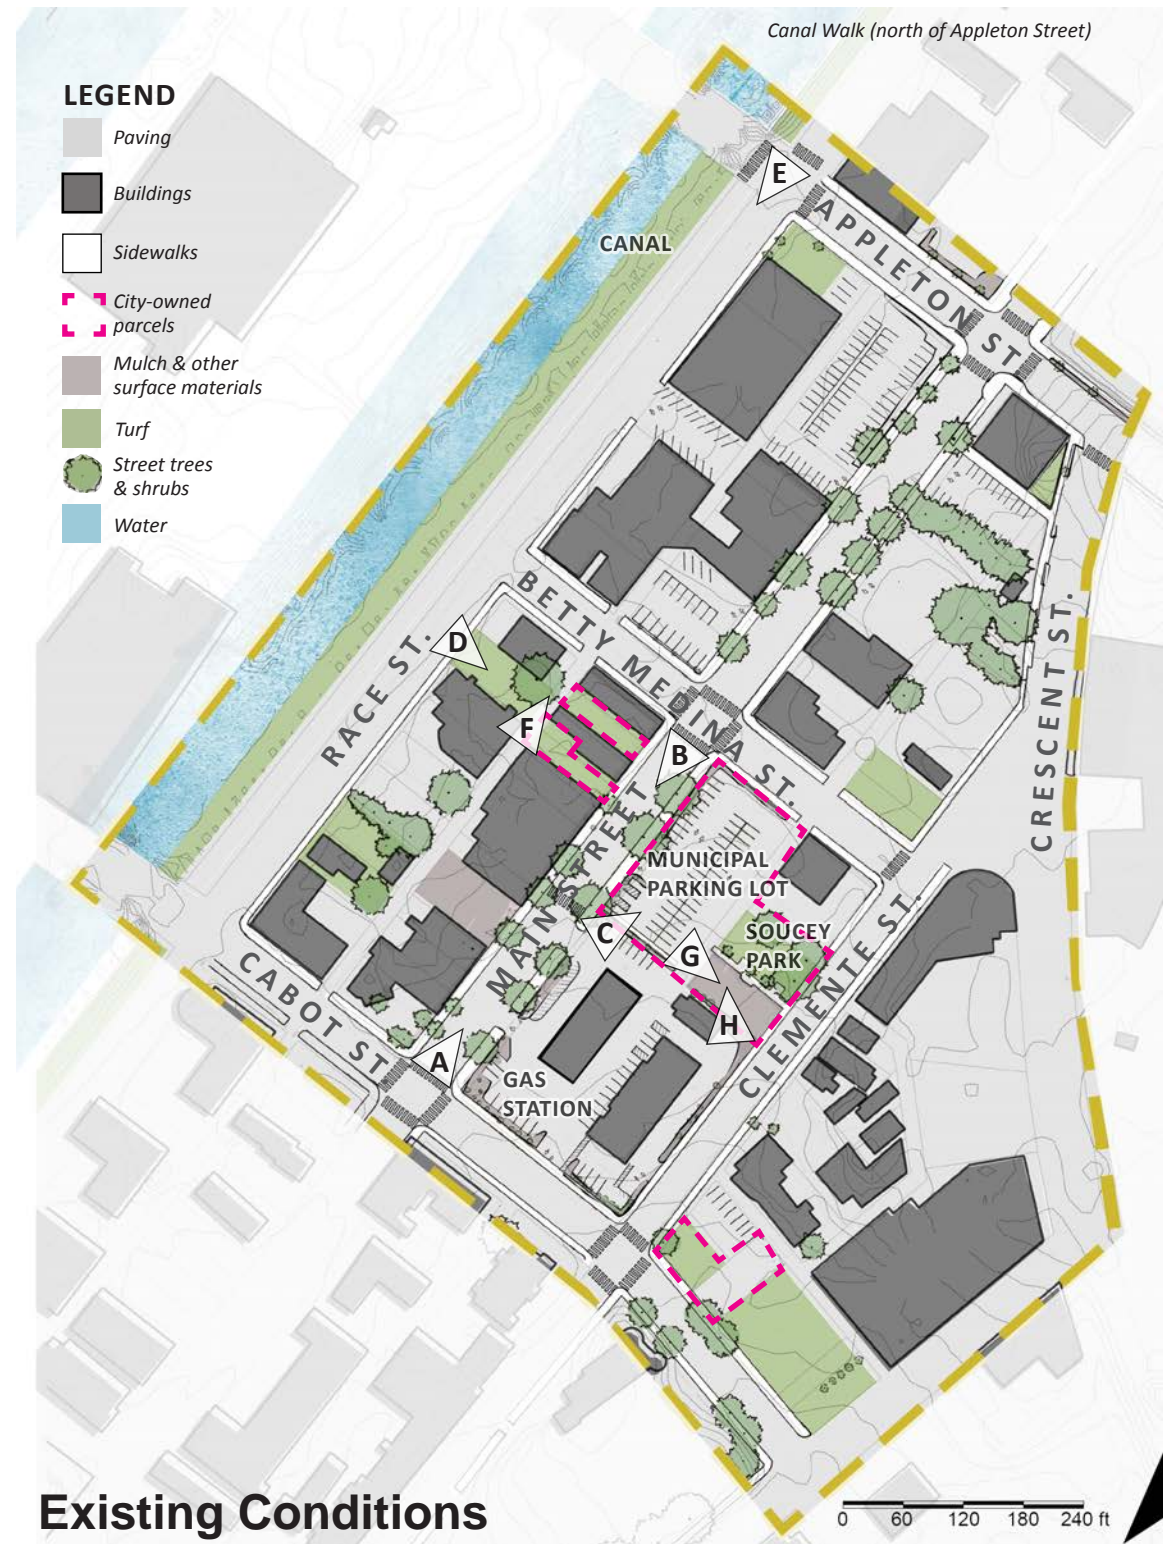 Canal Walk (north of Appleton Street)
LEGEND
Paving
Buildings
Sidewalks
City-owned
parcels
Mulch & other
surface materials
Turf
Street trees
& shrubs
Water
E
APPLETON ST.
CANAL
BETTY MEDINA ST.
D
RACE ST.
F
B
CRESCENT ST.
MAIN STREET
MUNICIPAL
PARKING LOT
C
SOUCEY
PARK
G
H
CLEMENTE ST.
CABOT ST.
A
GAS
STATION
Existing Conditions
0 60 120 180 240 ft